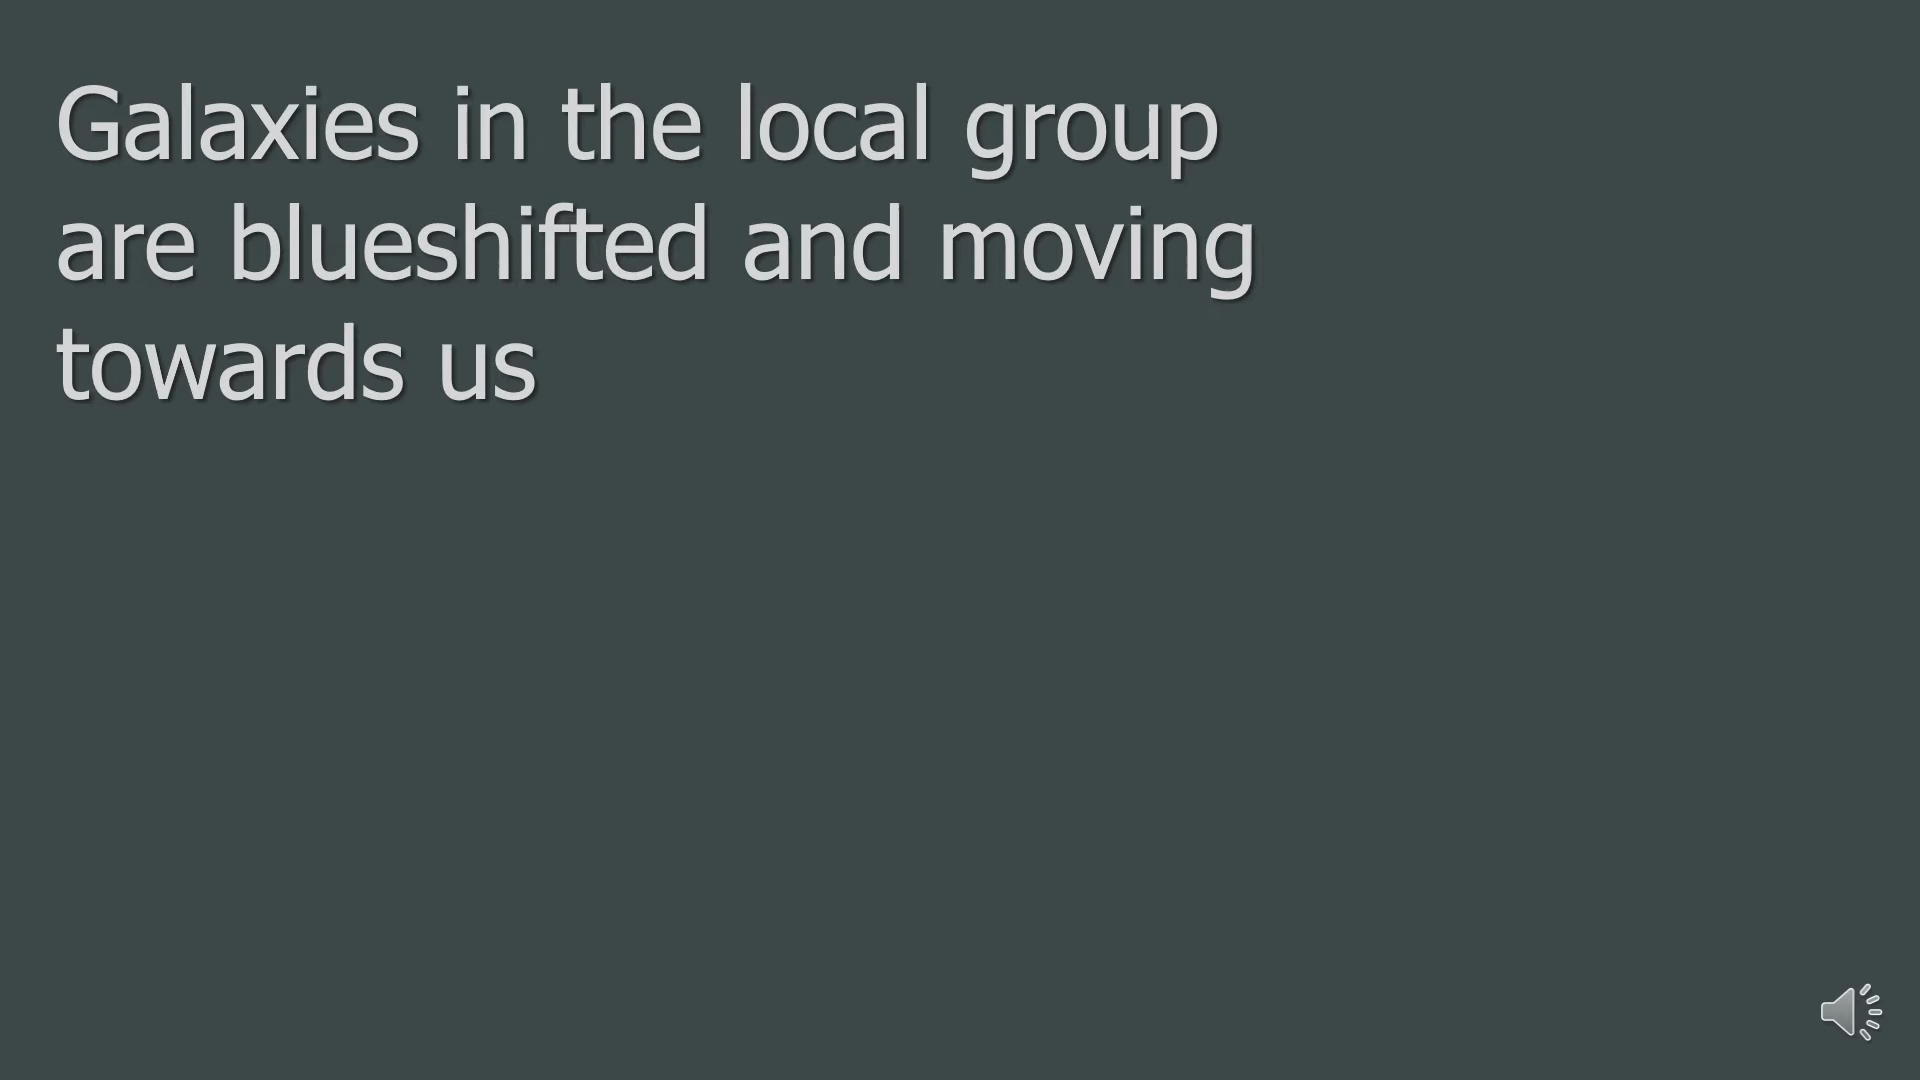 Galaxies in the local group
are blueshifted and moving
towards us